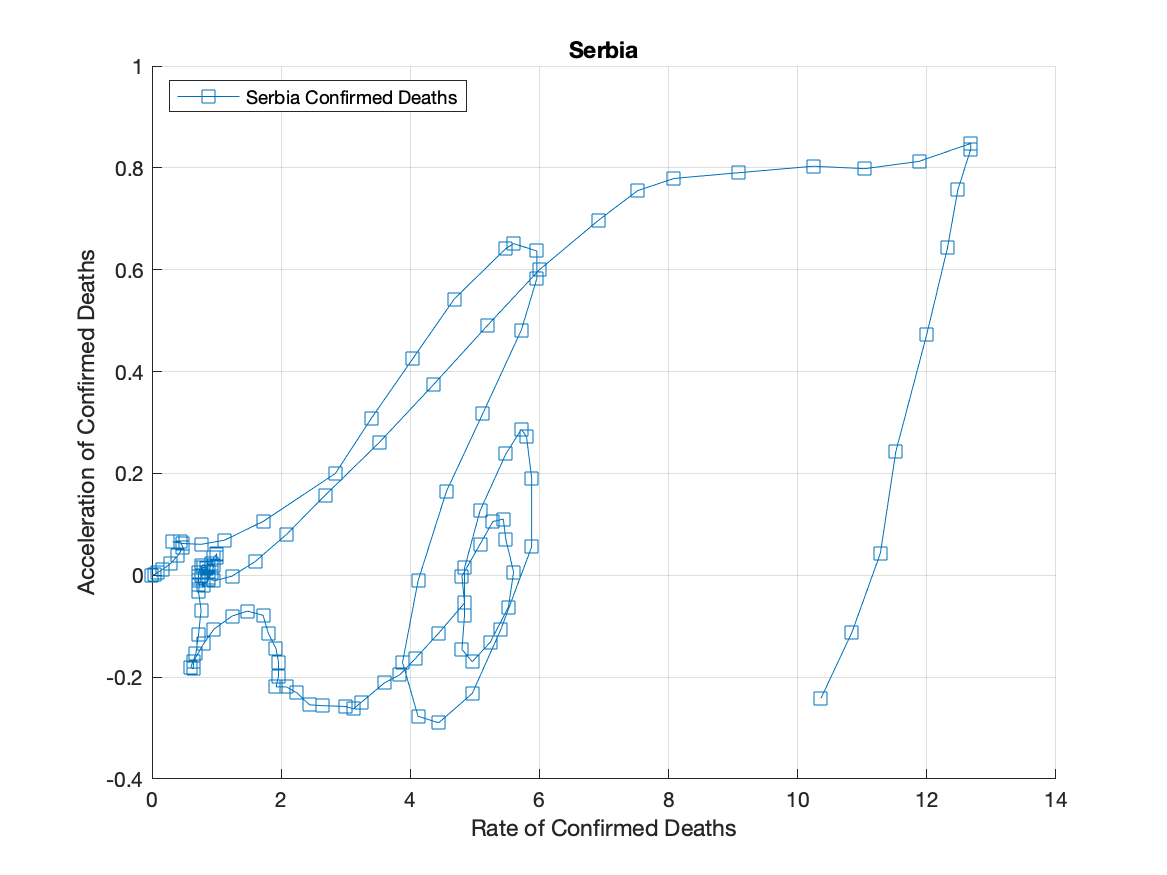 Serbia
Serbia Confirmed Deaths
1
0.8
0.6
0.4
0.2
0
-0.2
-0.4
Acceleration of Confirmed Deaths
0 2 4 6 8 10 12 14
Rate of Confirmed Deaths